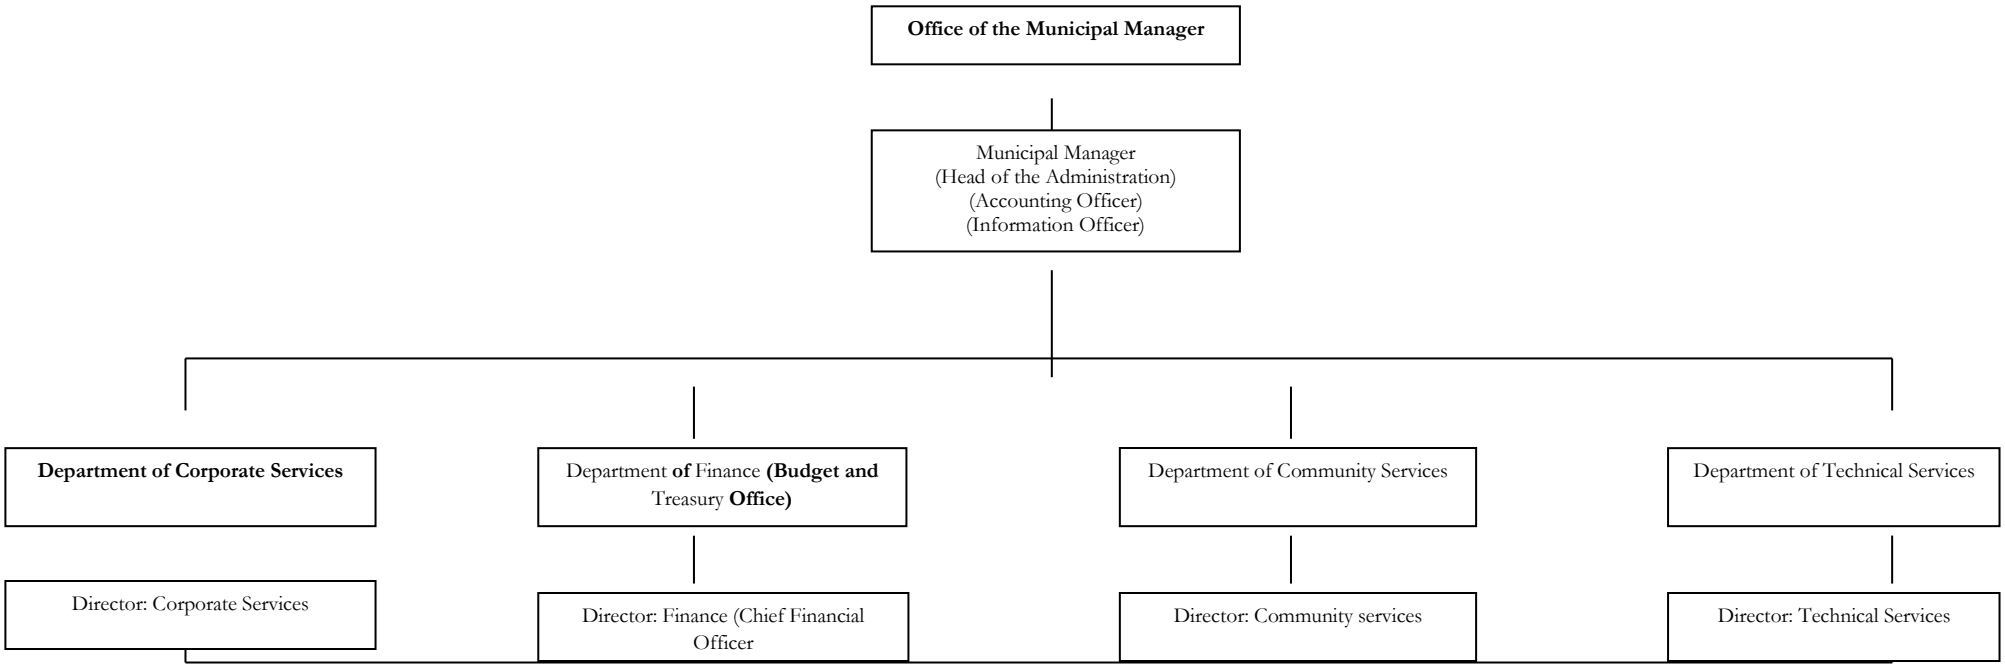 Office of the Municipal Manager
Municipal Manager
(Head of the Administration)
(Accounting Officer)
(Information Officer)
Department of Corporate Services
Department of Finance (Budget and
Treasury Office)
Department of Community Services
Department of Technical Services
Director: Corporate Services
Director: Finance (Chief Financial
Officer
Director: Community services
Director: Technical Services